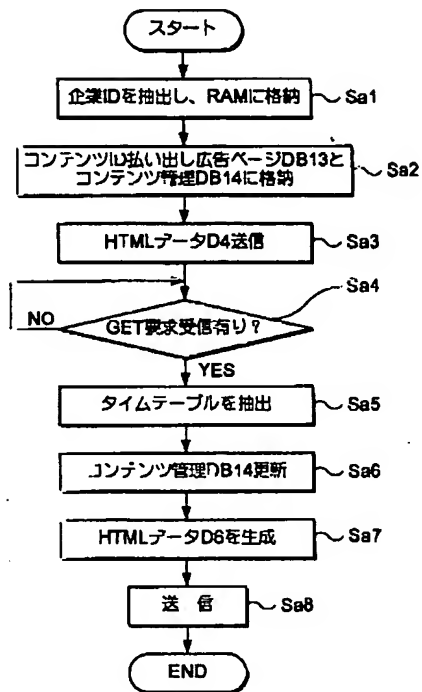 スタート
企業IDを抽出し、RAMに格納
Sa1
コンテンツID払い出し広告ページDB13と
コンテンツ管理DB14に格納
Sa2
HTMLデータD4送信
Sa3
Sa4
NO
GET要求受信有り？
YES
タイムテーブルを抽出
Sa5
コンテンツ管理DB14更新
Sa6
HTMLデータD6を生成
Sa7
送 信
Sa8
END